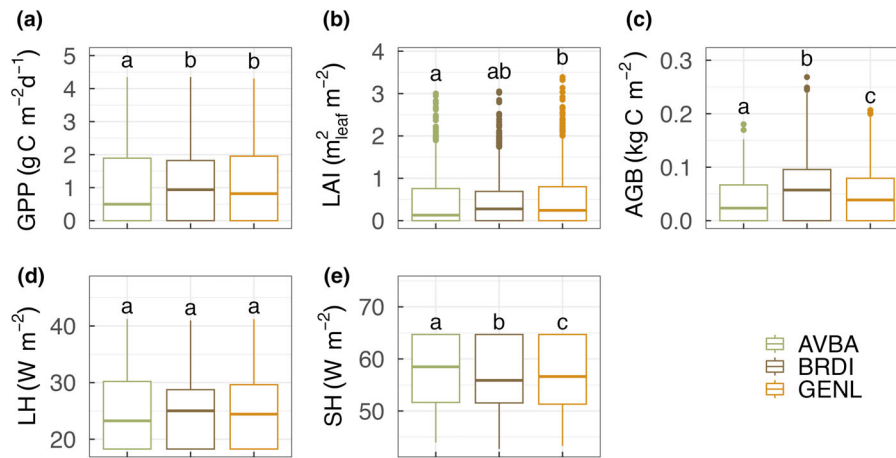 (a)
GPP (g C m⁻²d⁻¹)
5
4
3
2
1
0
a b b
(b)
LAI (m²leaf m⁻²)
4
3
2
1
0
a ab b
(c)
AGB (kg C m⁻²)
0.3
0.2
0.1
0.0
a b c
(d)
LH (W m⁻²)
40
30
20
a a a
(e)
SH (W m⁻²)
70
60
50
a b c
AVBA
BRDI
GENL